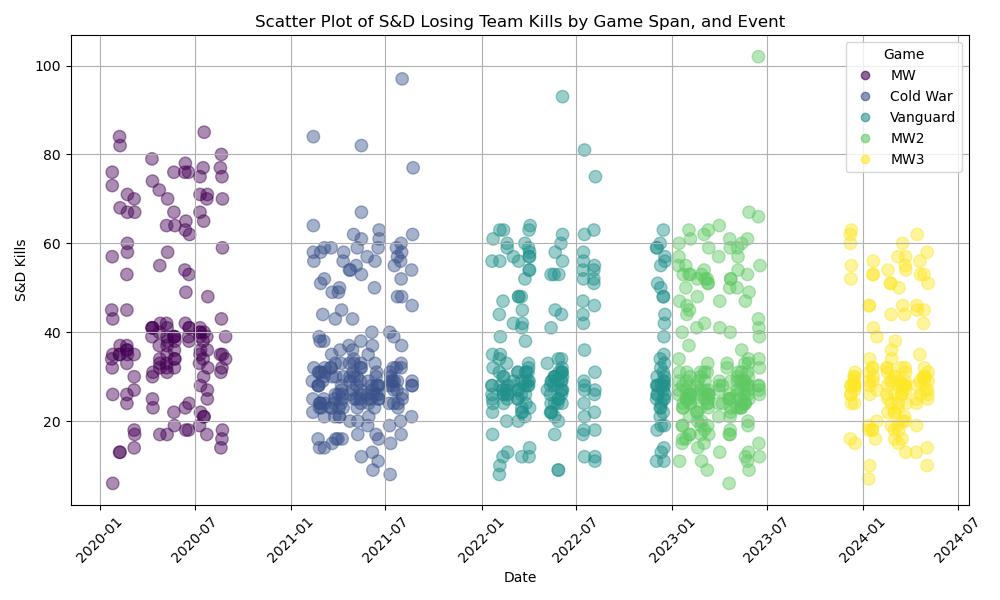 Scatter Plot of S&D Losing Team Kills by Game Span, and Event
S&D Kills
100
80
60
40
20
Game
MW
Cold War
Vanguard
MW2
MW3
2020-01
2020-07
2021-01
2021-07
2022-01
2022-07
2023-01
2023-07
2024-01
2024-07
Date